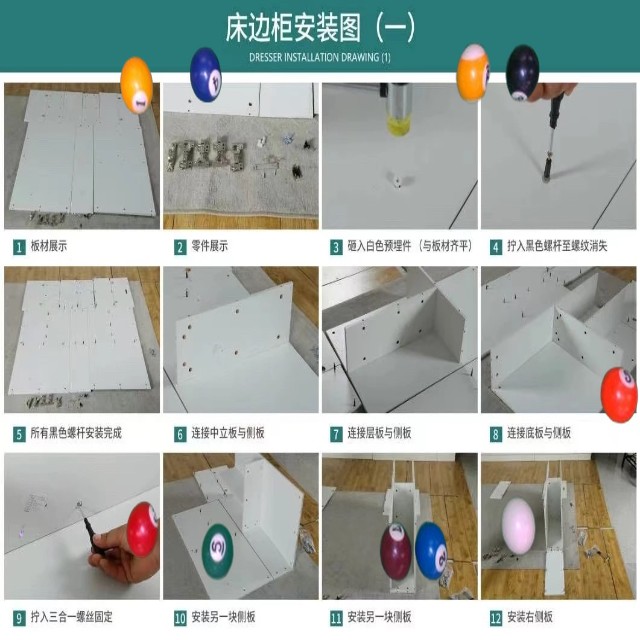 床边柜安装图（一）
DRESSER INSTALLATION DRAWING (1)
1 板材展示
2 零件展示
3 砸入白色预埋件（与板材齐平）
4 拧入黑色螺杆至螺纹消失
5 所有黑色螺杆安装完成
6 连接中立板与侧板
7 连接层板与侧板
8 连接底板与侧板
9 拧入三合一螺丝固定
10 安装另一块侧板
11 安装另一块侧板
12 安装右侧板